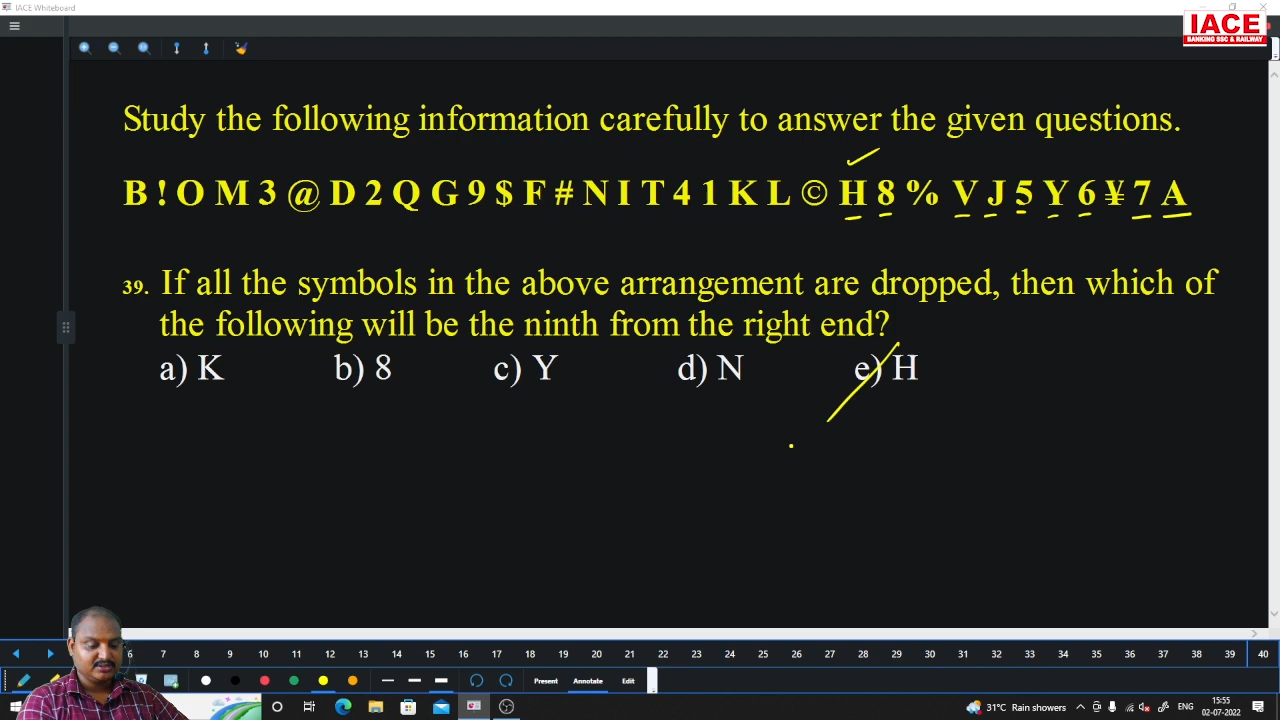 IACE Whiteboard
IACE
BANKING SSC & RAILWAY
Study the following information carefully to answer the given questions.
B ! O M 3 @ D 2 Q G 9 $ F # N I T 4 1 K L © H 8 % V J 5 Y 6 ¥ 7 A
39. If all the symbols in the above arrangement are dropped, then which of
the following will be the ninth from the right end?
a) K b) 8 c) Y d) N e) H
6 7 8 9 10 11 12 13 14 15 16 17 18 19 20 21 22 23 24 25 26 27 28 29 30 31 32 33 34 35 36 37 38 39 40
Present Annotate Edit
31°C Rain showers ENG 15:55
02-07-2022